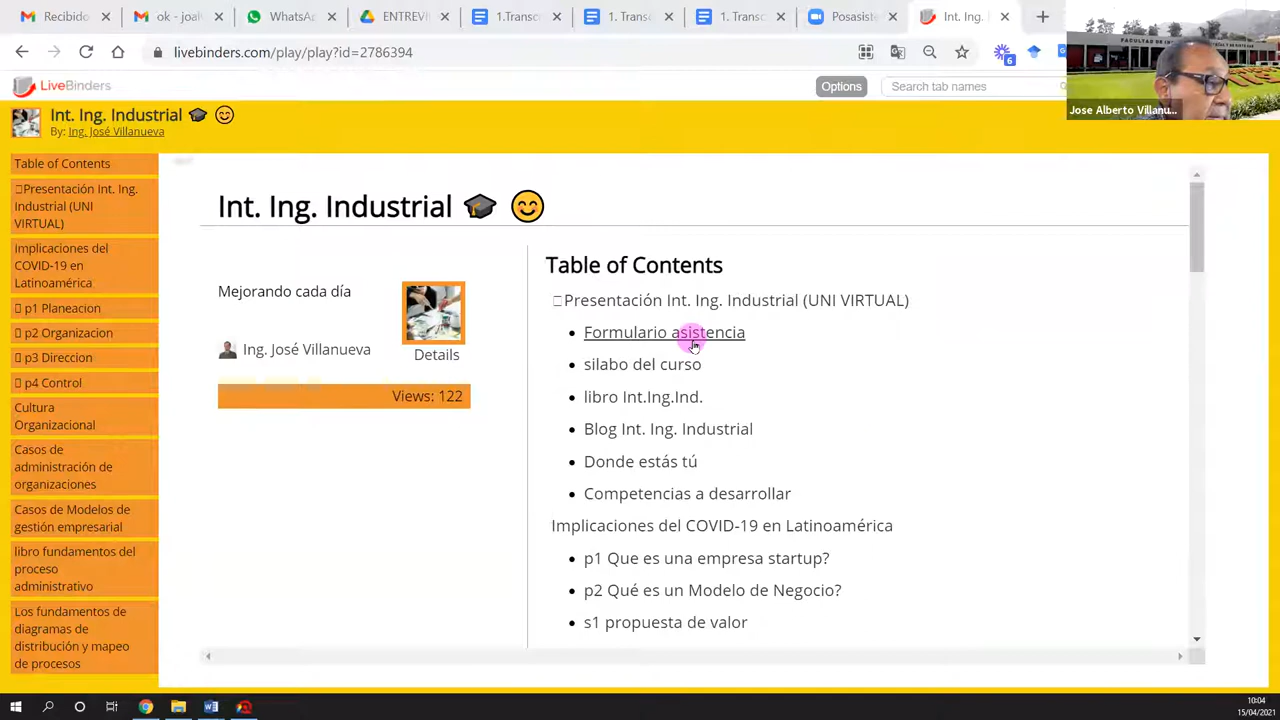 Recibido
ok - joal
WhatsA
ENTREVI
1.Transc
1. Transc
1. Transc
Posasiste
Int. Ing.
livebinders.com/play/play?id=2786394
6
LiveBinders
Options
Search tab names
FACULTAD DE
Jose Alberto Villanu...
Int. Ing. Industrial 🎓 😊
By: Ing. José Villanueva
Table of Contents
Presentación Int. Ing.
Industrial (UNI
VIRTUAL)
Implicaciones del
COVID-19 en
Latinoamérica
p1 Planeacion
p2 Organizacion
p3 Direccion
p4 Control
Cultura
Organizacional
Casos de
administración de
organizaciones
Casos de Modelos de
gestión empresarial
libro fundamentos del
proceso
administrativo
Los fundamentos de
diagramas de
distribución y mapeo
de procesos
Int. Ing. Industrial 🎓 😊
Mejorando cada día
Ing. José Villanueva
Details
Views: 122
Table of Contents
Presentación Int. Ing. Industrial (UNI VIRTUAL)
• Formulario asistencia
• silabo del curso
• libro Int.Ing.Ind.
• Blog Int. Ing. Industrial
• Donde estás tú
• Competencias a desarrollar
Implicaciones del COVID-19 en Latinoamérica
• p1 Que es una empresa startup?
• p2 Qué es un Modelo de Negocio?
• s1 propuesta de valor
10:04
15/04/2021